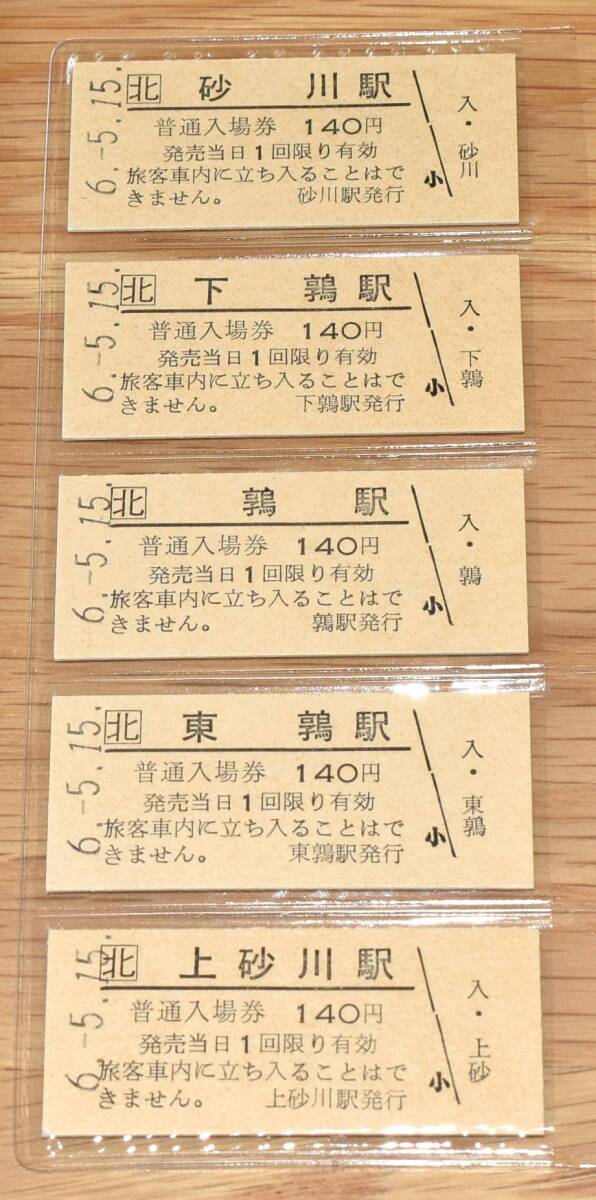 6.-5.15.
北 砂川駅
普通入場券 140円
発売当日1回限り有効
旅客車内に立ち入ることはで
きません。 砂川駅発行
小
入・砂川
6.-5.15.
北 下鶉駅
普通入場券 140円
発売当日1回限り有効
旅客車内に立ち入ることはで
きません。 下鶉駅発行
小
入・下鶉
6.-5.15.
北 鶉駅
普通入場券 140円
発売当日1回限り有効
旅客車内に立ち入ることはで
きません。 鶉駅発行
小
入・鶉
6.-5.15.
北 東鶉駅
普通入場券 140円
発売当日1回限り有効
旅客車内に立ち入ることはで
きません。 東鶉駅発行
小
入・東鶉
6.-5.15.
北 上砂川駅
普通入場券 140円
発売当日1回限り有効
旅客車内に立ち入ることはで
きません。 上砂川駅発行
小
入・上砂